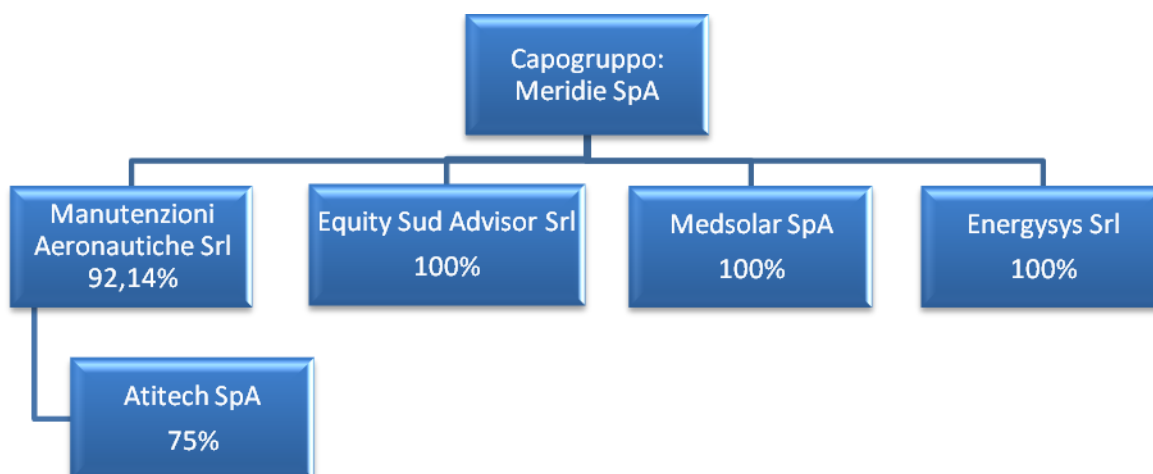 Capogruppo:
Meridie SpA
Manutenzioni
Aeronautiche Srl
92,14%
Equity Sud Advisor Srl
100%
Medsolar SpA
100%
Energysys Srl
100%
Atitech SpA
75%